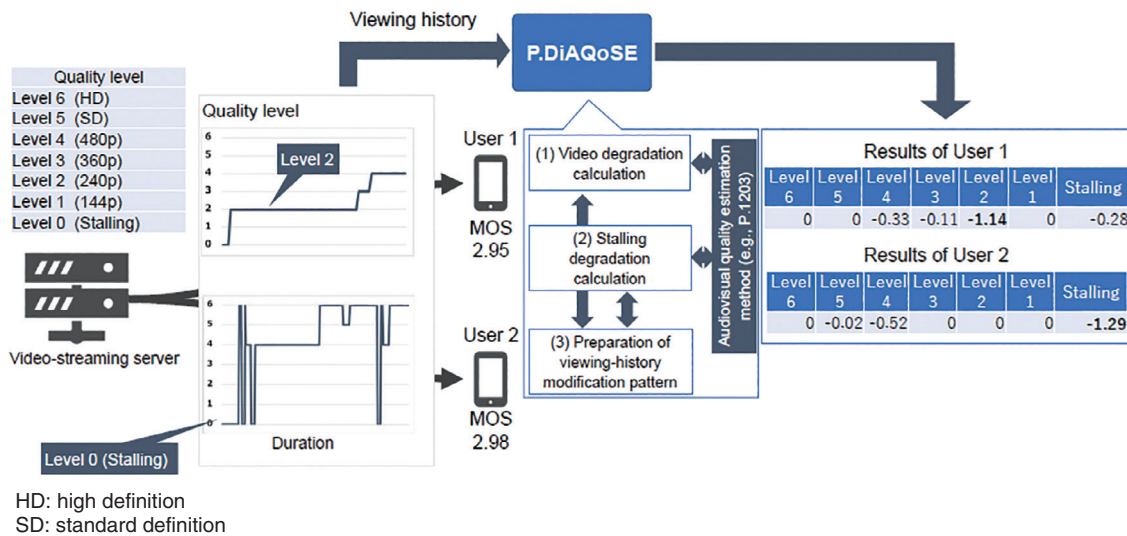 Viewing history
P.DiAQoSE
Quality level
Level 6 (HD)
Level 5 (SD)
Level 4 (480p)
Level 3 (360p)
Level 2 (240p)
Level 1 (144p)
Level 0 (Stalling)
Video-streaming server
Quality level
6
5
4
3
2
1
0
Level 2
6
5
4
3
2
1
0
Duration
Level 0 (Stalling)
User 1
MOS
2.95
User 2
MOS
2.98
(1) Video degradation
calculation
(2) Stalling
degradation
calculation
(3) Preparation of
viewing-history
modification pattern
Audiovisual quality estimation
method (e.g., P.1203)
Results of User 1
Level 6 Level 5 Level 4 Level 3 Level 2 Level 1 Stalling
0 0 -0.33 -0.11 -1.14 0 -0.28
Results of User 2
Level 6 Level 5 Level 4 Level 3 Level 2 Level 1 Stalling
0 -0.02 -0.52 0 0 0 -1.29
HD: high definition
SD: standard definition